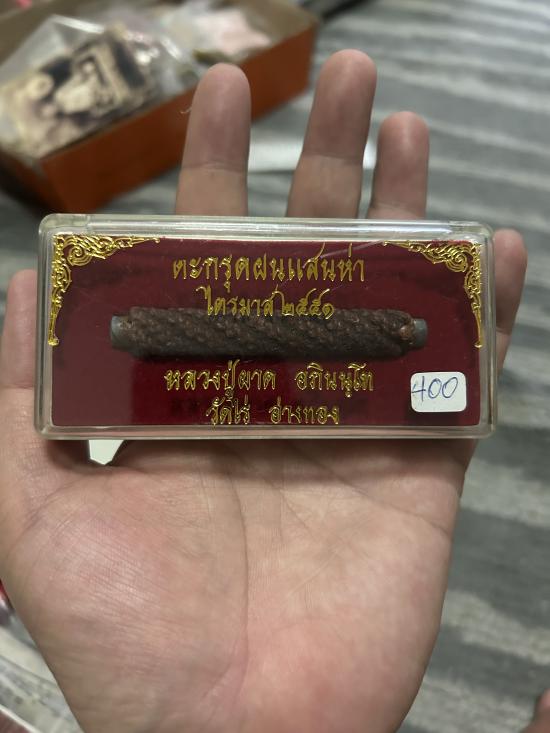 ตะกรุดฝนแสนห่า
ไตรมาส ๒๕๕๑
หลวงปู่ผาด อภินนฺโท
วัดไร่ อ่างทอง
400